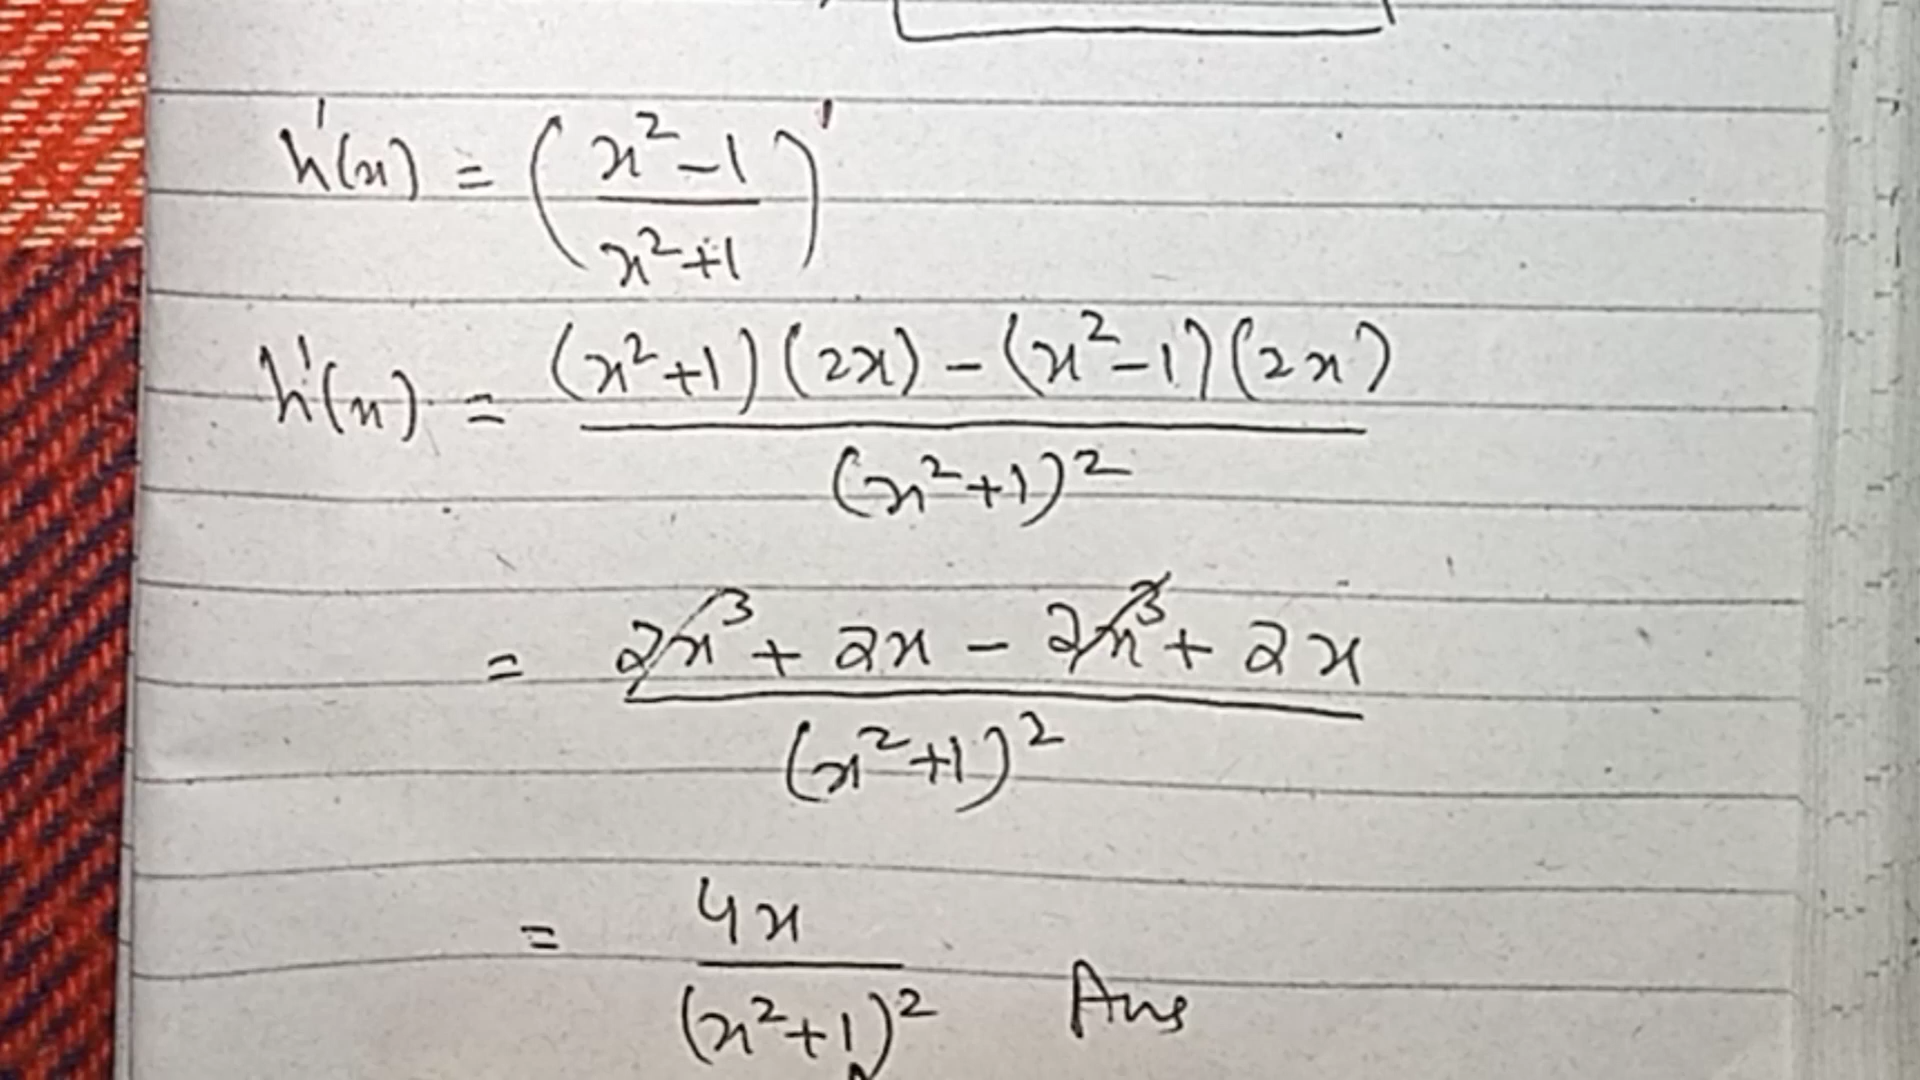 h'(x) = ( (x² - 1) / (x² + 1) )'
h'(x) = ( (x² + 1)(2x) - (x² - 1)(2x) ) / (x² + 1)²
= ( 2x³ + 2x - 2x³ + 2x ) / (x² + 1)²
= 4x / (x² + 1)² Ans